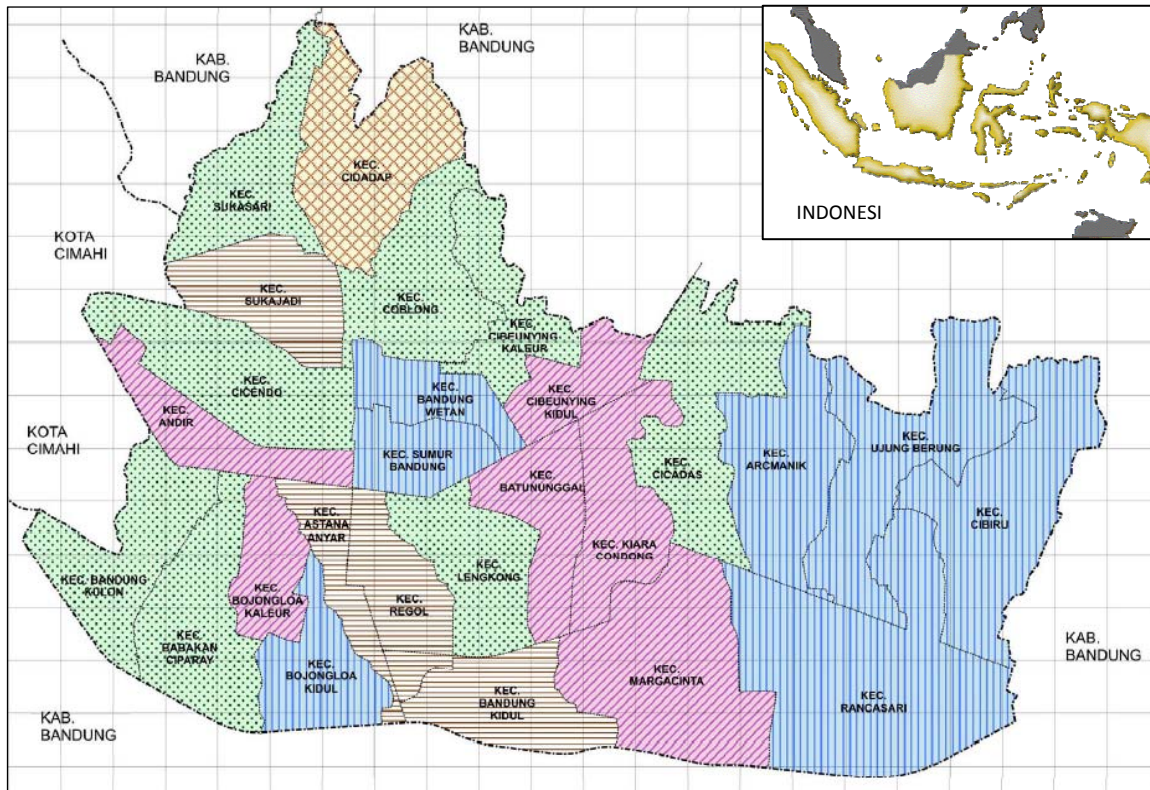 KAB.
BANDUNG
KAB.
BANDUNG
INDONESI
KEC.
CIDADAP
KEC.
SUKASARI
KOTA
CIMAHI
KEC.
SUKAJADI
KEC.
COBLONG
KEC.
CIBEUNYING
KALEUR
KEC.
CICENDO
KEC.
BANDUNG
WETAN
KEC.
CIBEUNYING
KIDUL
KEC.
ANDIR
KOTA
CIMAHI
KEC. SUMUR
BANDUNG
KEC.
BATUNUNGGAL
KEC.
CICADAS
KEC.
ARCMANIK
KEC.
UJUNG BERUNG
KEC.
CIBIRU
KEC.
ASTANA
ANYAR
KEC. KIARA
CONDONG
KEC.
LENGKONG
KEC. BANDUNG
KULON
KEC.
BOJONGLOA
KALEUR
KEC.
REGOL
KEC.
BABAKAN
CIPARAY
KEC.
BOJONGLOA
KIDUL
KEC.
BANDUNG
KIDUL
KEC.
MARGACINTA
KEC.
RANCASARI
KAB.
BANDUNG
KAB.
BANDUNG